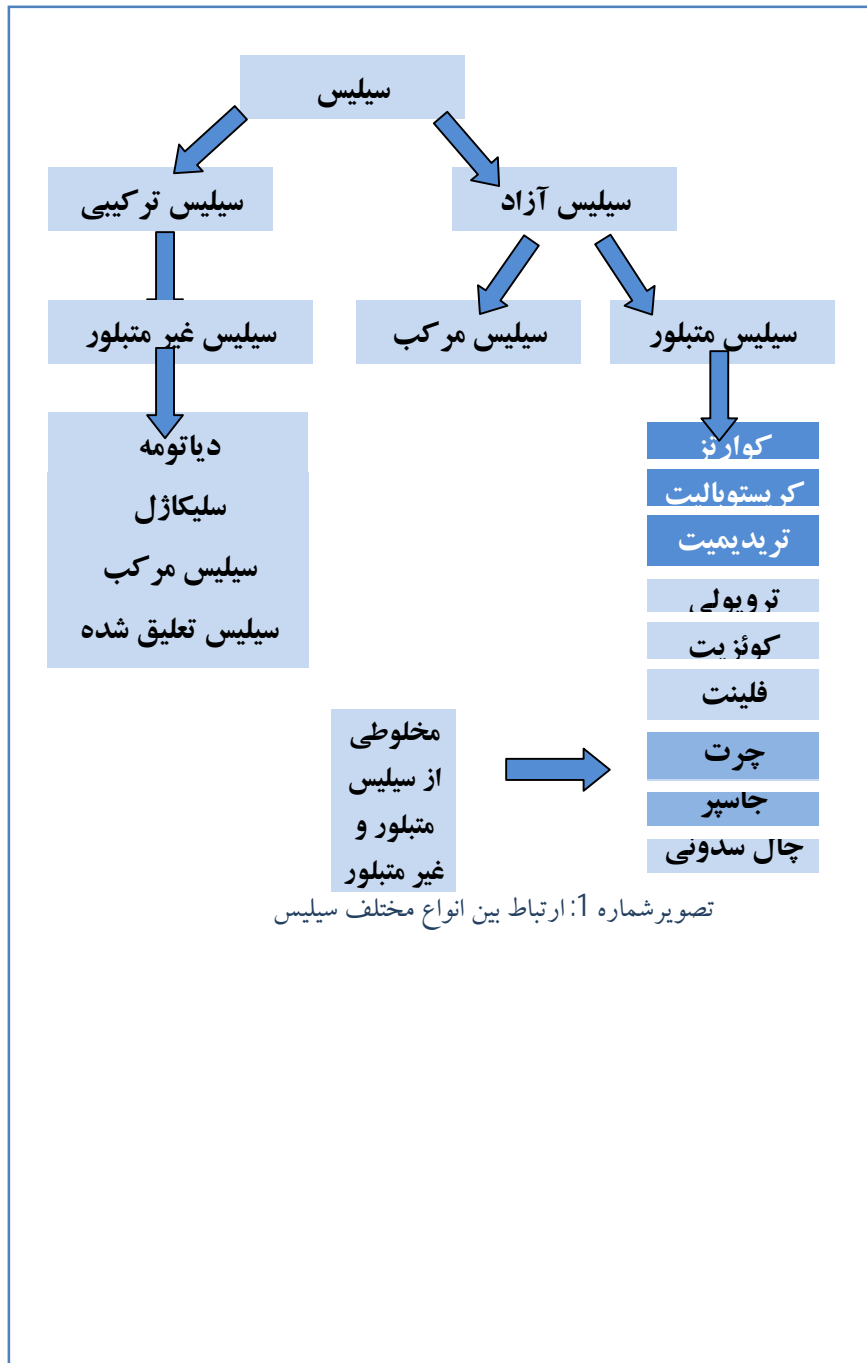 سیلیس
سیلیس آزاد
سیلیس ترکیبی
سیلیس متبلور
سیلیس مرکب
سیلیس غیر متبلور
کوارتز
کریستوبالیت
تریدیمیت
تروپولی
کوئزیت
فلینت
چرت
جاسپر
چال سدونی
دیاتومه
سلیکاژل
سیلیس مرکب
سیلیس تعلیق شده
مخلوطی
از سیلیس
متبلور و
غیر متبلور
تصویرشماره 1: ارتباط بین انواع مختلف سیلیس